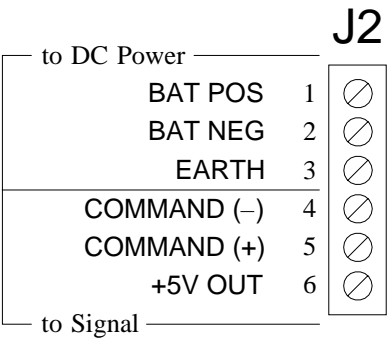 J2
to DC Power
BAT POS 1
BAT NEG 2
EARTH 3
COMMAND (–) 4
COMMAND (+) 5
+5V OUT 6
to Signal